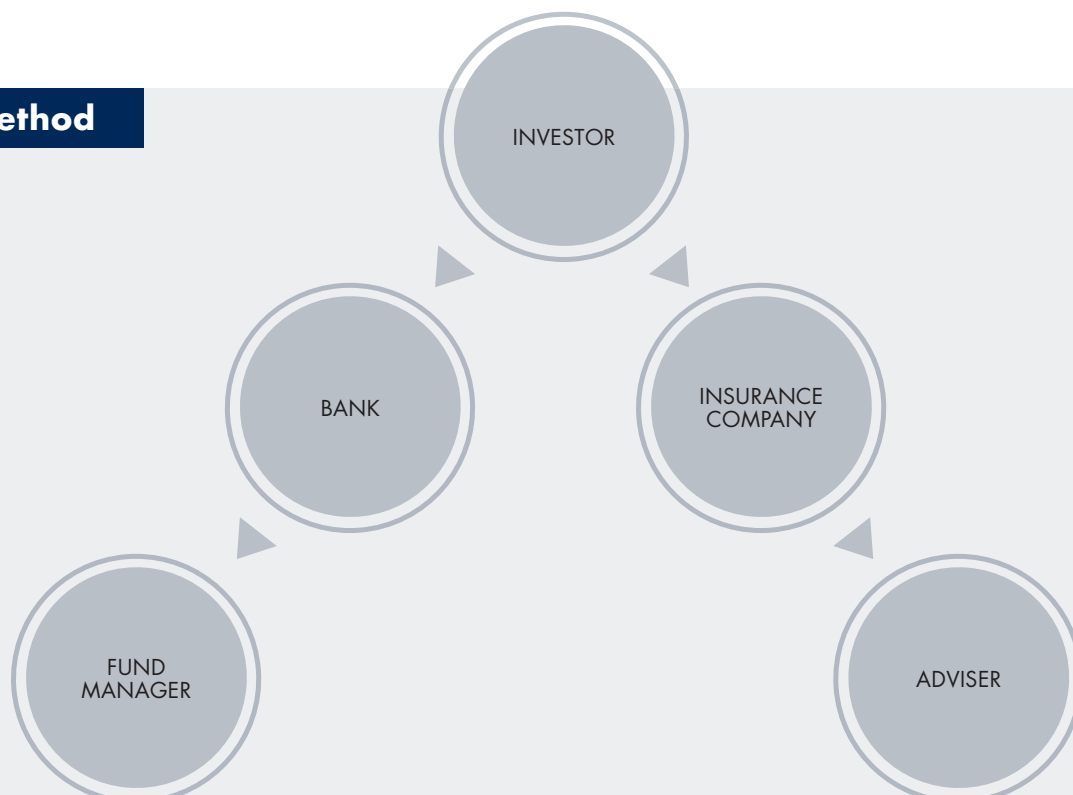 ethod
INVESTOR
BANK
INSURANCE
COMPANY
FUND
MANAGER
ADVISER